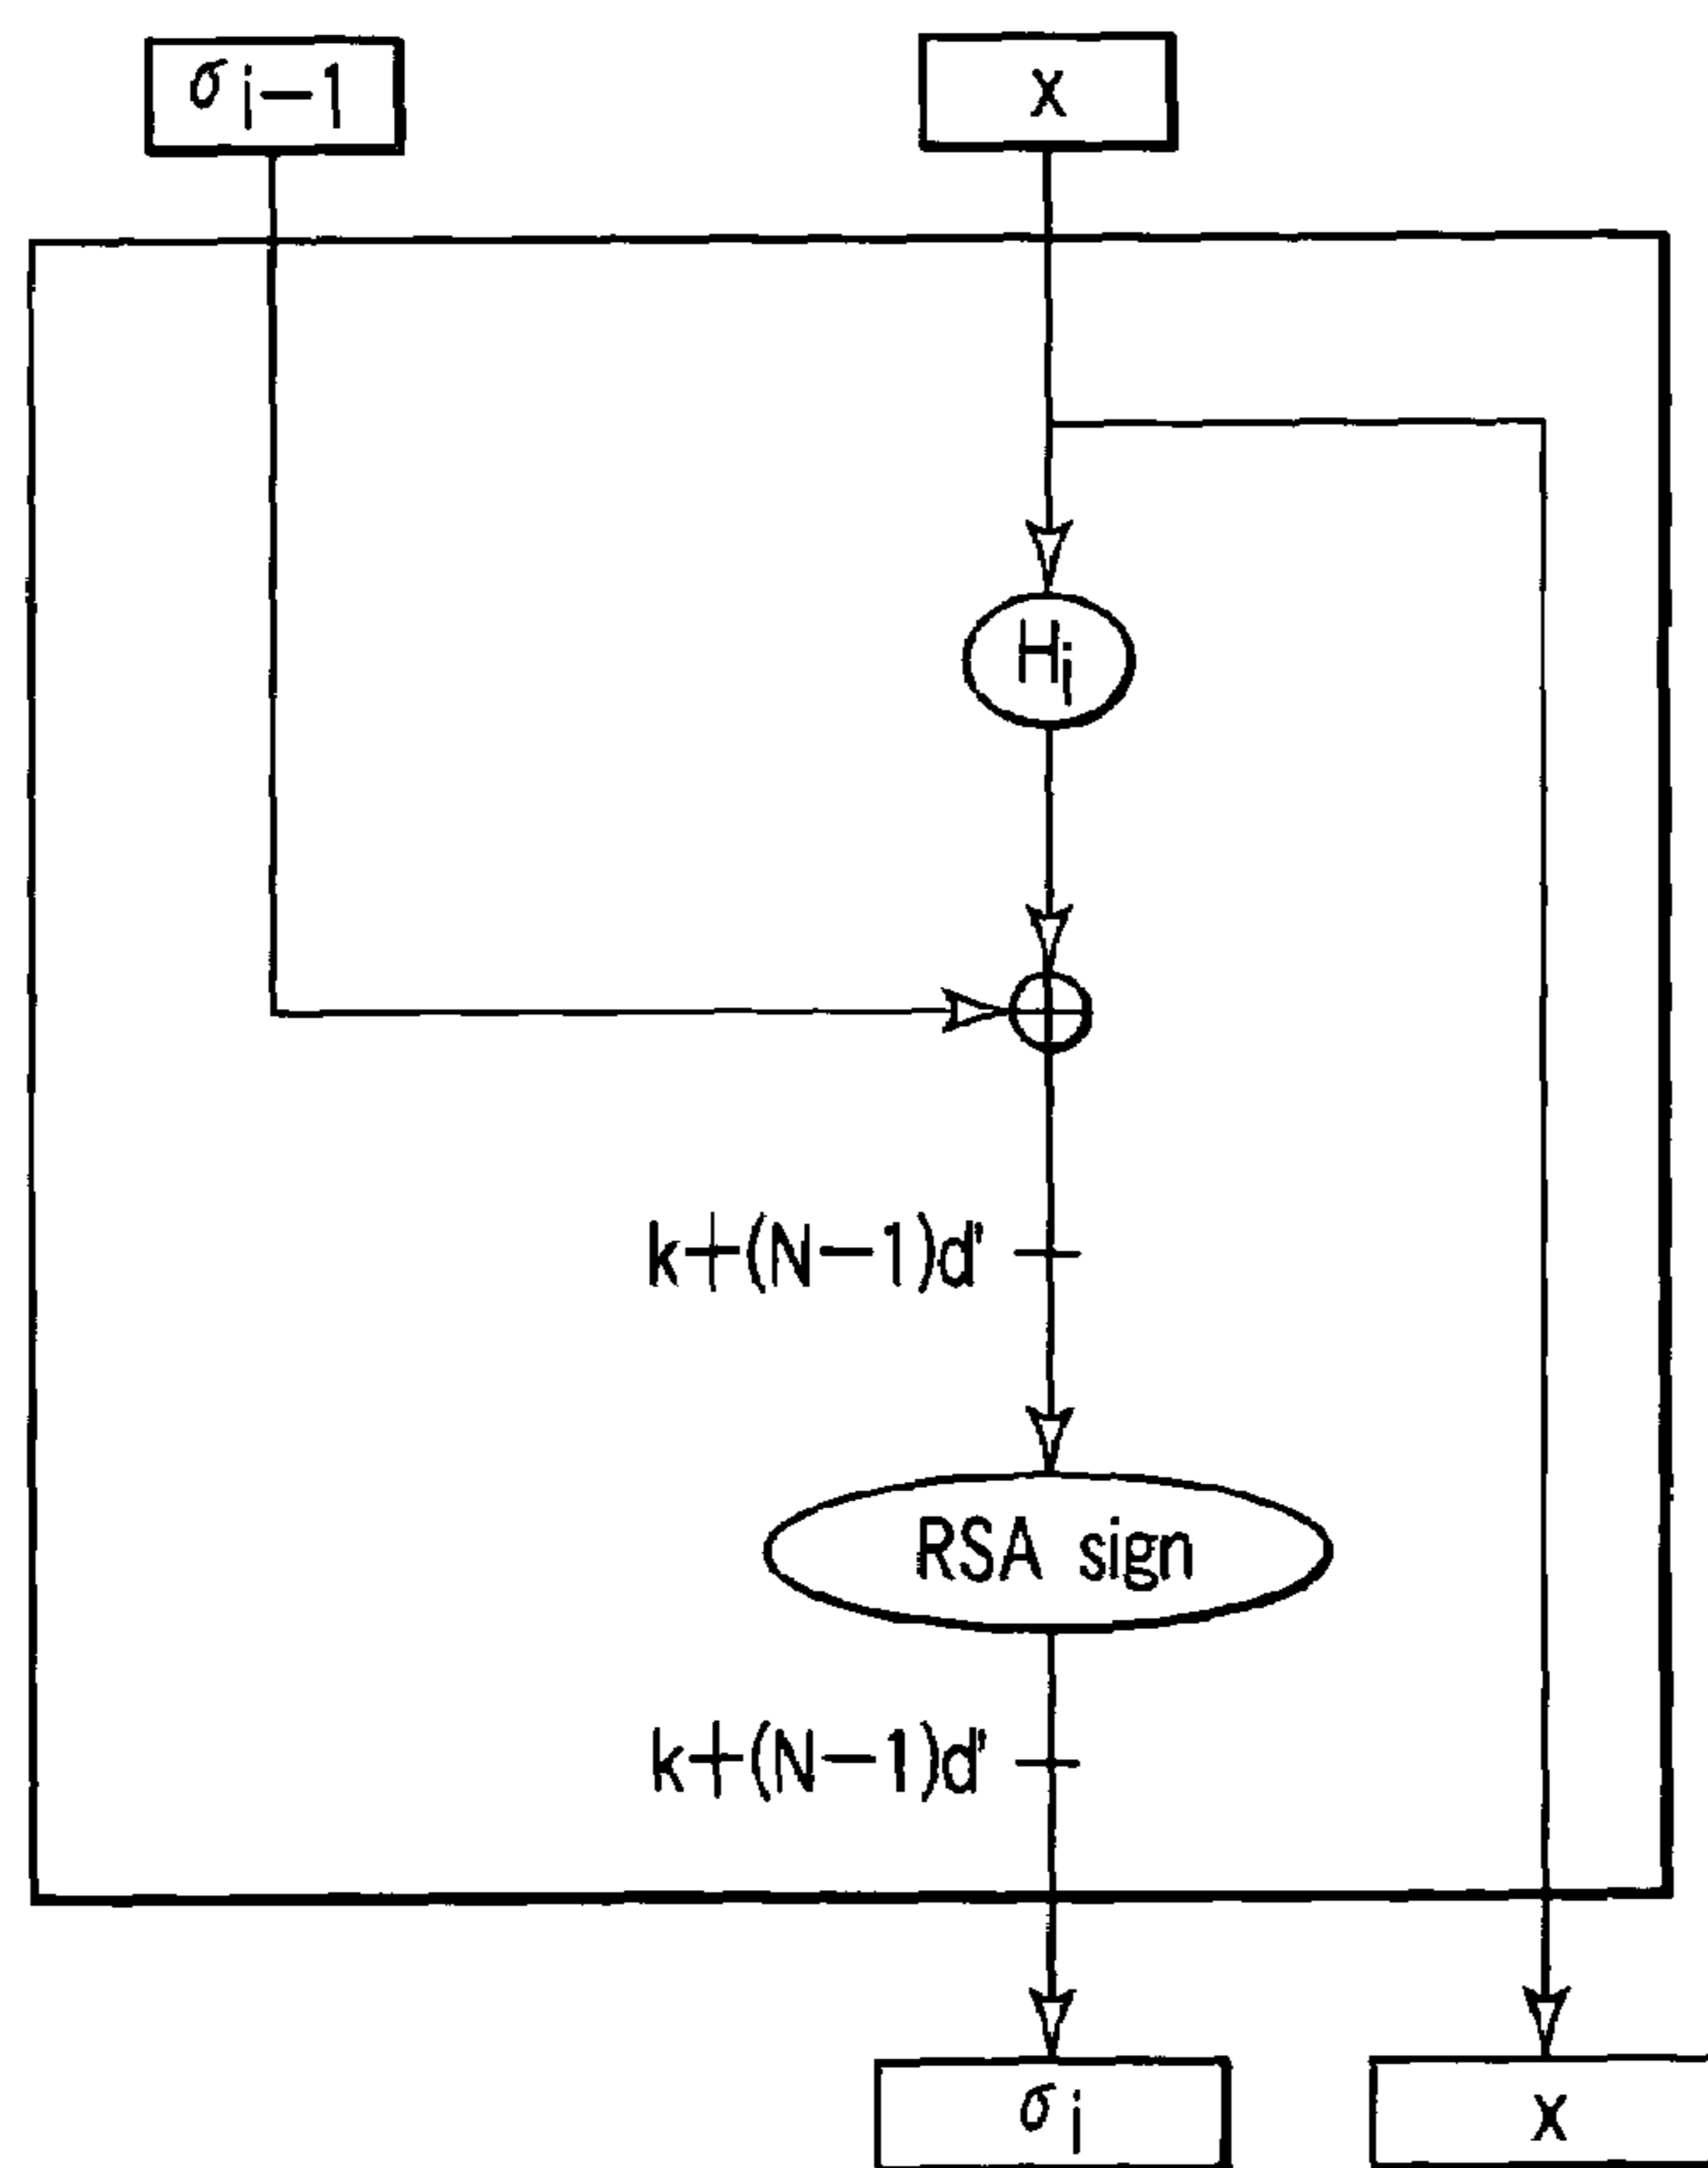 σi−1
x
Hi
k+(N−1)d'
RSA sign
k+(N−1)d'
σi
x